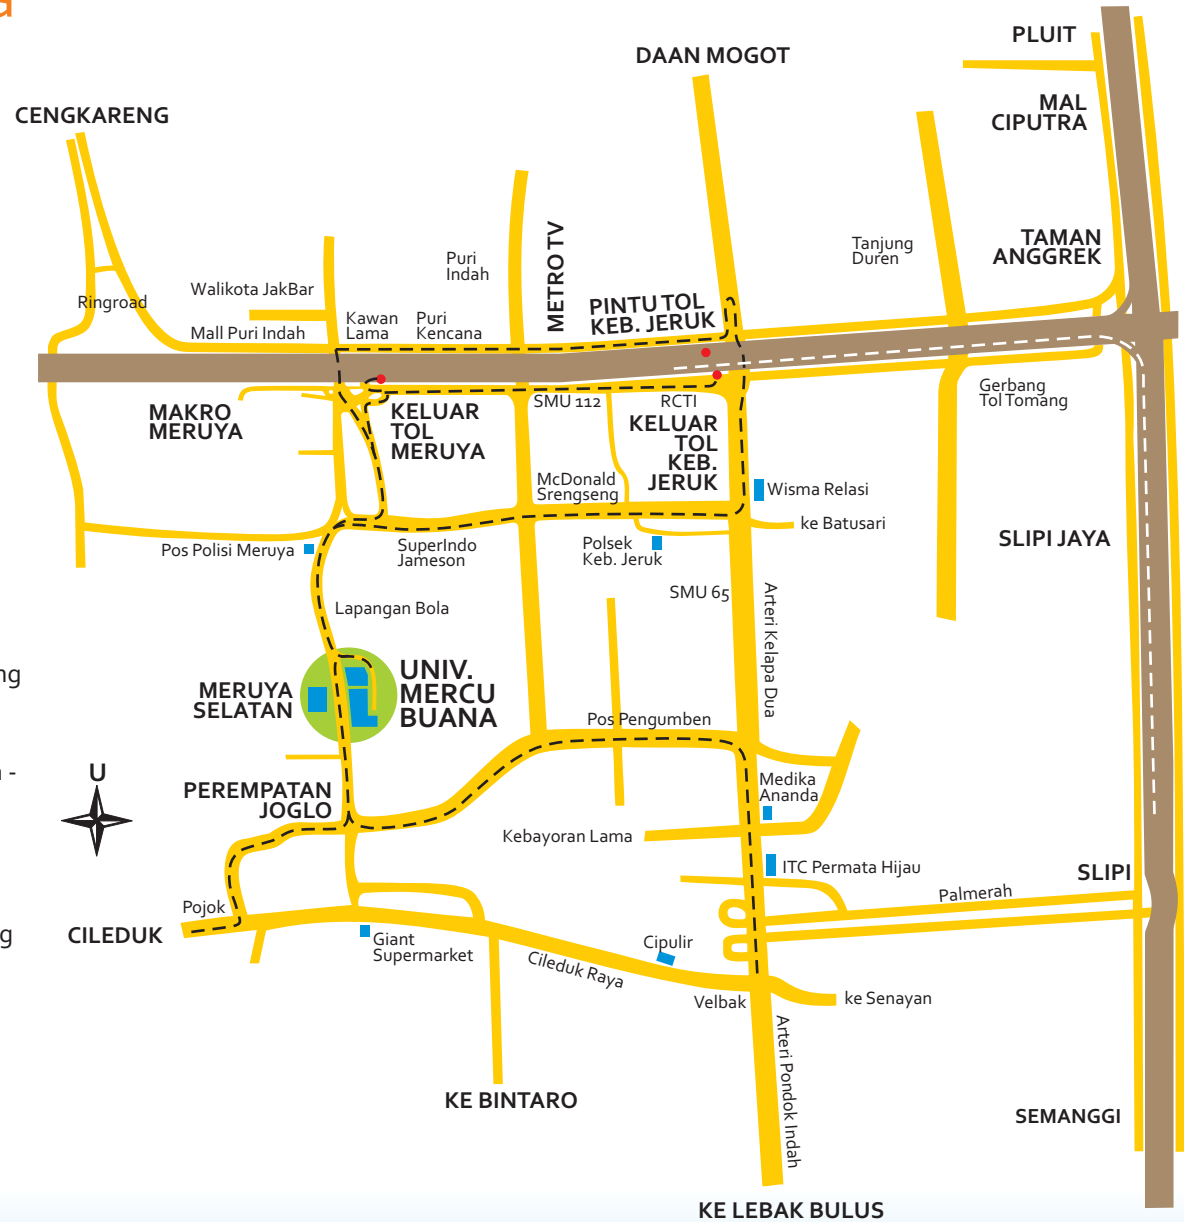 PLUIT
DAAN MOGOT
MAL
CIPUTRA
CENGKARENG
METRO TV
TAMAN
ANGGREK
Tanjung
Duren
Puri
Indah
Walikota JakBar
Ringroad
Mall Puri Indah
Kawan
Lama
Puri
Kencana
PINTU TOL
KEB. JERUK
MAKRO
MERUYA
KELUAR
TOL
MERUYA
SMU 112
RCTI
KELUAR
TOL
KEB.
JERUK
Gerbang
Tol Tomang
McDonald
Srengseng
Wisma Relasi
ke Batusari
SLIPI JAYA
Pos Polisi Meruya
SuperIndo
Jameson
Polsek
Keb. Jeruk
SMU 65
Arteri Kelapa Dua
Lapangan Bola
ng
MERUYA
SELATAN
UNIV.
MERCU
BUANA
Pos Pengumben
-
U
PEREMPATAN
JOGLO
Medika
Ananda
Kebayoran Lama
ITC Permata Hijau
SLIPI
Palmerah
Pojok
CILEDUK
g
Giant
Supermarket
Cileduk Raya
Cipulir
Velbak
ke Senayan
Arteri Pondok Indah
KE BINTARO
SEMANGGI
KE LEBAK BULUS